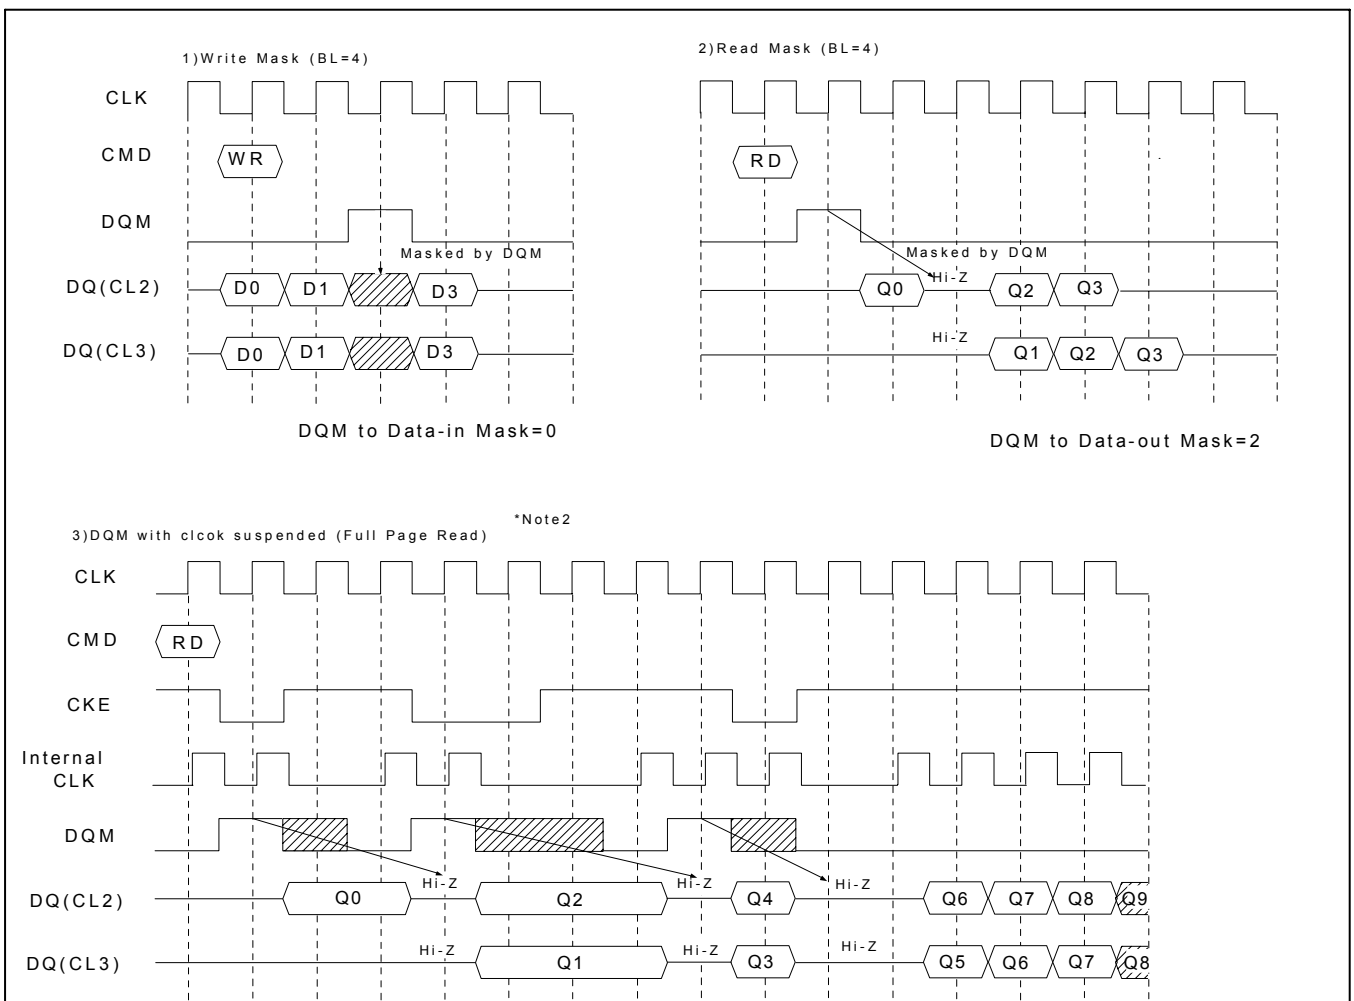 1)Write Mask (BL=4)
2)Read Mask (BL=4)
CLK
CMD
WR
RD
DQM
Masked by DQM
Masked by DQM
DQ(CL2)
D0
D1
D3
Q0
Hi-Z
Q2
Q3
DQ(CL3)
D0
D1
D3
Hi-Z
Q1
Q2
Q3
DQM to Data-in Mask=0
DQM to Data-out Mask=2
*Note2
3)DQM with clcok suspended (Full Page Read)
CLK
CMD
RD
CKE
Internal
CLK
DQM
DQ(CL2)
Q0
Hi-Z
Q2
Hi-Z
Q4
Hi-Z
Q6
Q7
Q8
Q9
DQ(CL3)
Hi-Z
Q1
Hi-Z
Q3
Hi-Z
Q5
Q6
Q7
Q8